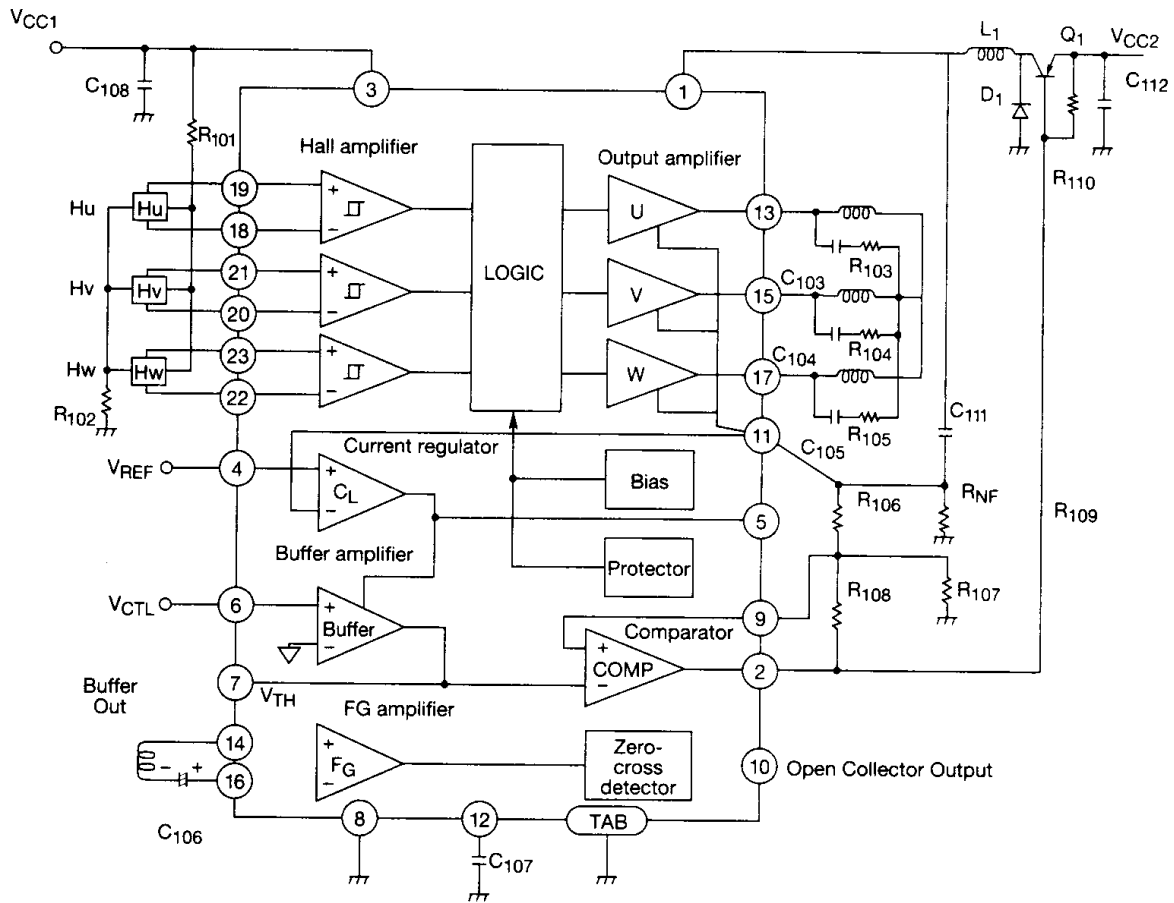 VCC1
L1
Q1
VCC2
C108
3
1
D1
C112
R101
Hall amplifier
Output amplifier
R110
19
+
Hu
Hu
18
−
U
13
LOGIC
R103
21
+
Hv
Hv
20
−
V
C103
15
R104
23
+
Hw
Hw
22
−
W
C104
17
R102
R105
C111
11
C105
Current regulator
VREF
4
+
CL
−
Bias
R106
RNF
5
R109
Buffer amplifier
Protector
R108
R107
VCTL
6
+
Buffer
−
9
Comparator
+
COMP
−
2
7
VTH
Buffer
Out
FG amplifier
14
− +
16
+
FG
−
Zero-
cross
detector
10
Open Collector Output
8
12
TAB
C106
C107